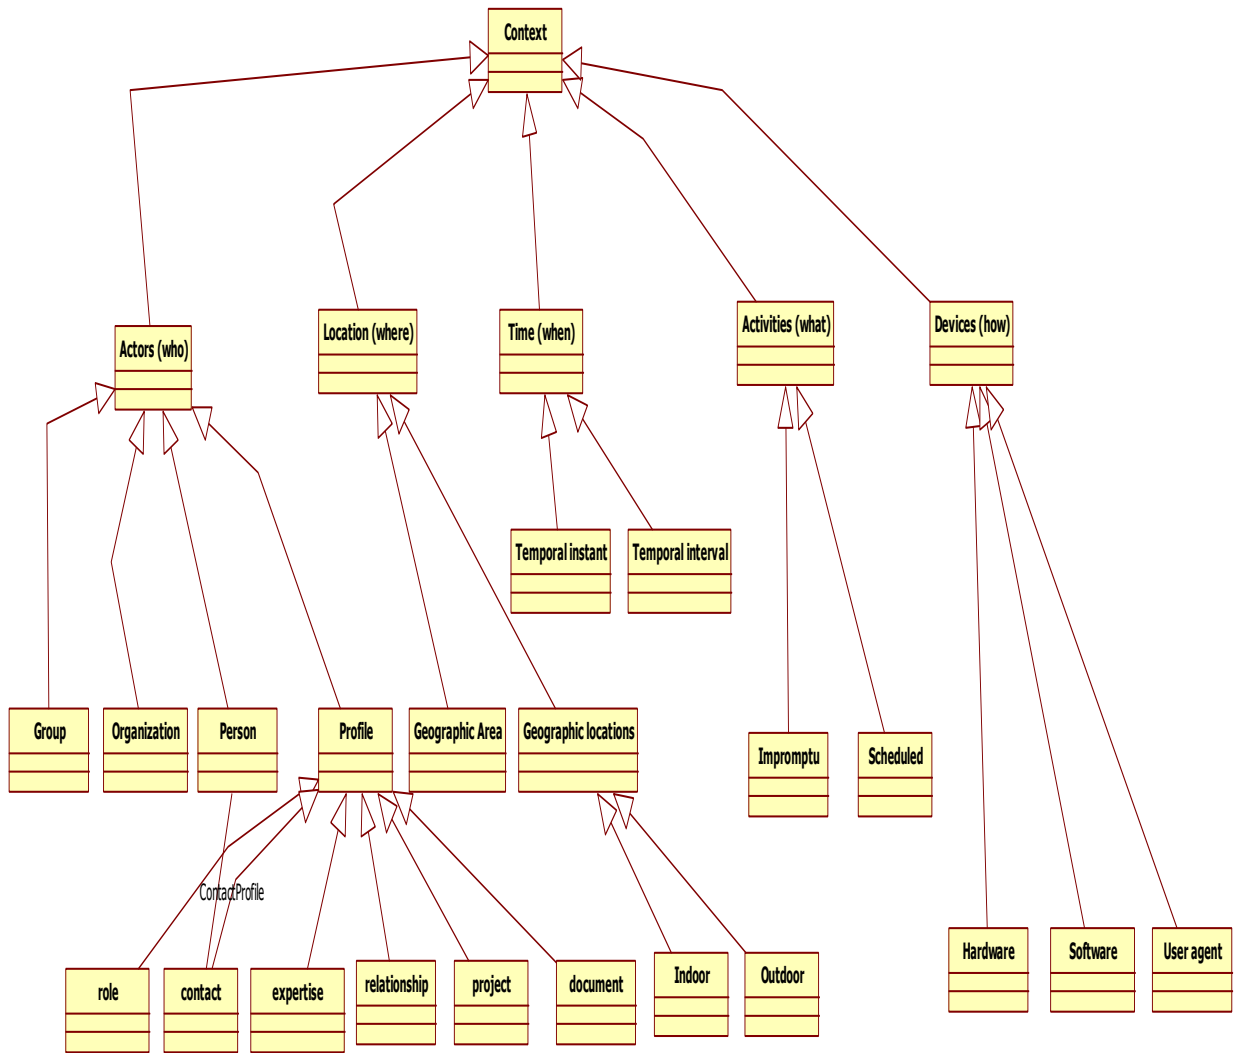 Context
Actors (who)
Location (where)
Time (when)
Activities (what)
Devices (how)
Temporal instant
Temporal interval
Group
Organization
Person
Profile
Geographic Area
Geographic locations
Impromptu
Scheduled
ContactProfile
role
contact
expertise
relationship
project
document
Indoor
Outdoor
Hardware
Software
User agent